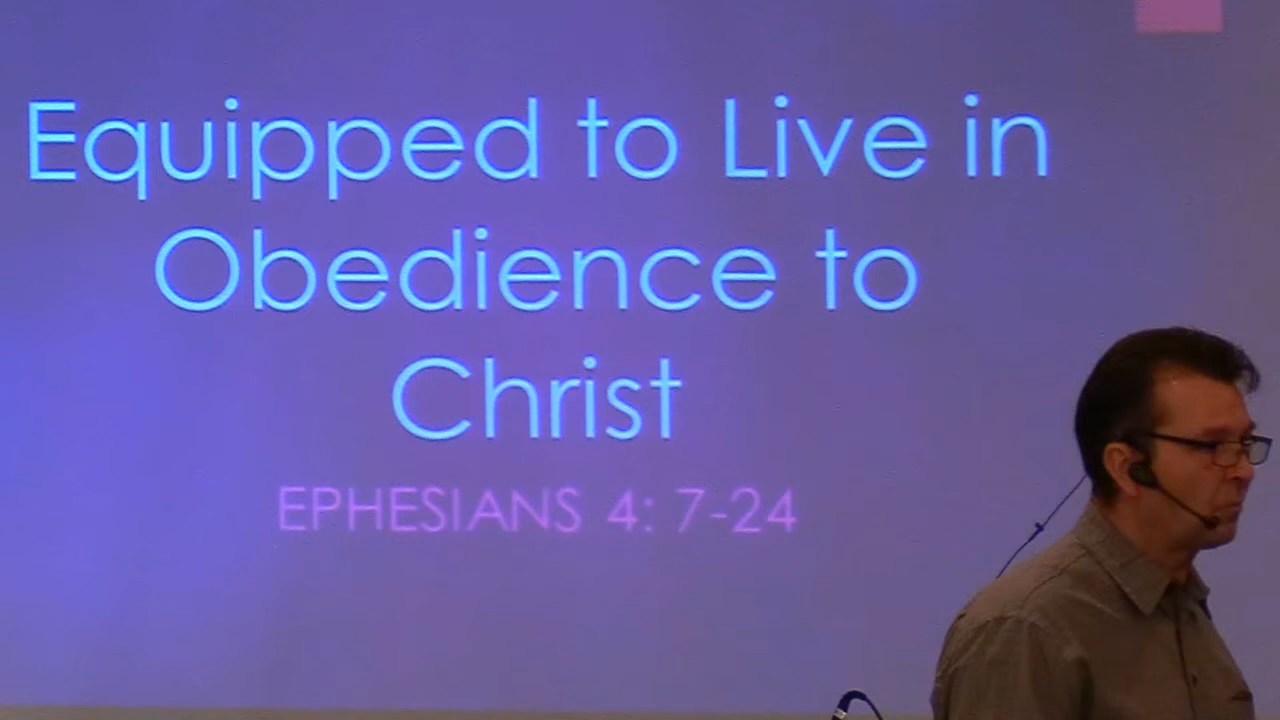 Equipped to Live in
Obedience to
Christ
EPHESIANS 4: 7-24